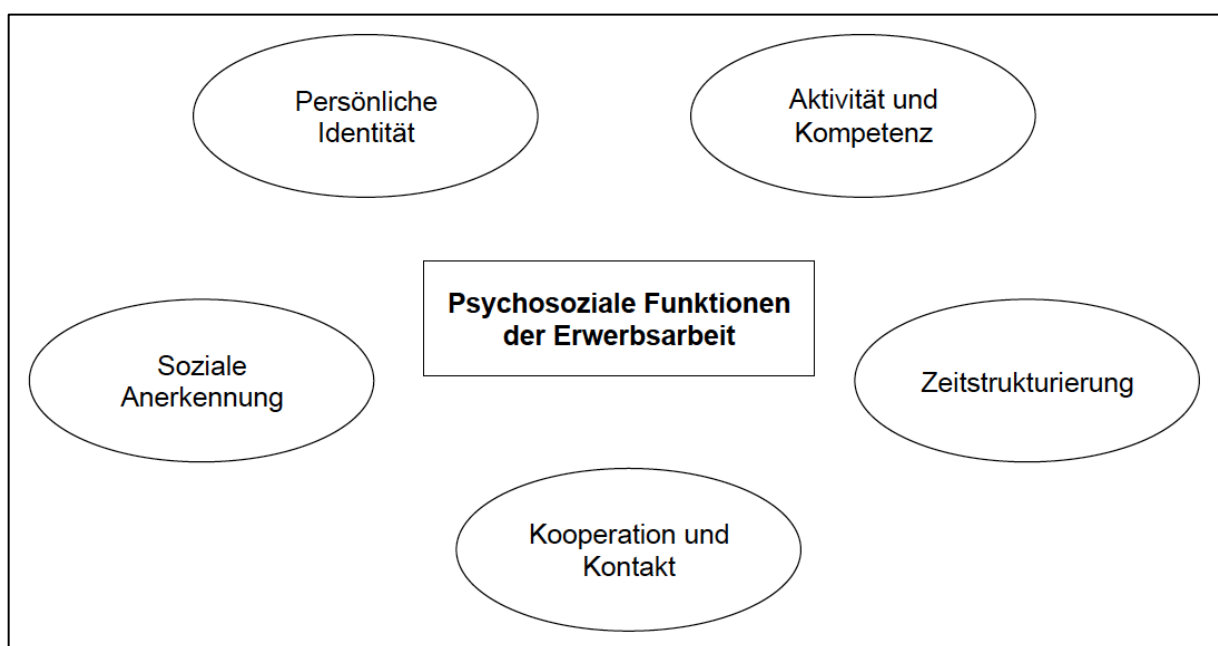 Persönliche
Identität
Aktivität und
Kompetenz
Psychosoziale Funktionen
der Erwerbsarbeit
Soziale
Anerkennung
Zeitstrukturierung
Kooperation und
Kontakt